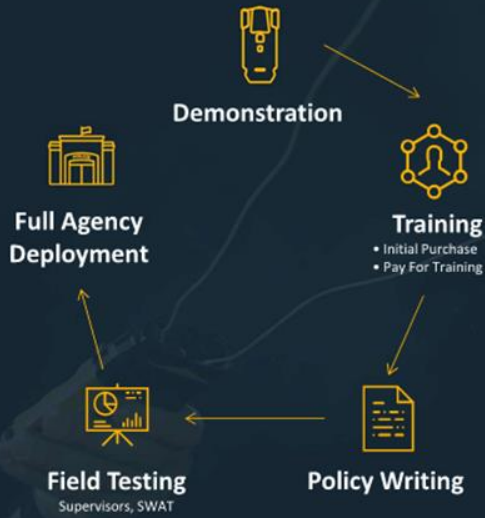 Demonstration
Training
• Initial Purchase
• Pay For Training
Policy Writing
Field Testing
Supervisors, SWAT
Full Agency
Deployment